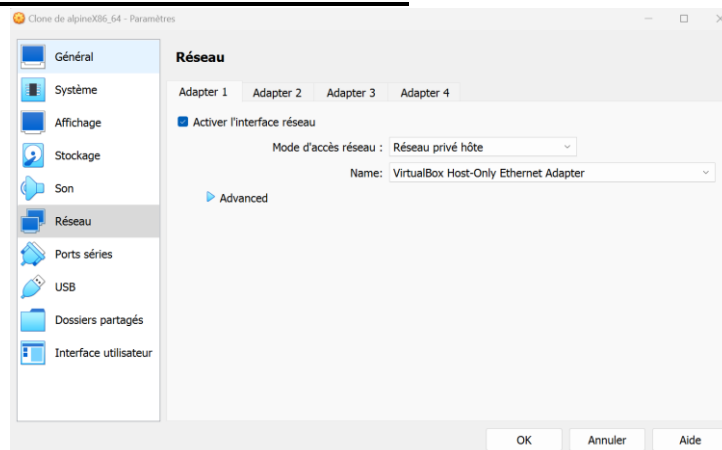 Clone de alpineX86_64 - Paramètres
Général
Système
Affichage
Stockage
Son
Réseau
Ports séries
USB
Dossiers partagés
Interface utilisateur
Réseau
Adapter 1 Adapter 2 Adapter 3 Adapter 4
Activer l'interface réseau
Mode d'accès réseau : Réseau privé hôte
Name: VirtualBox Host-Only Ethernet Adapter
Advanced
OK Annuler Aide